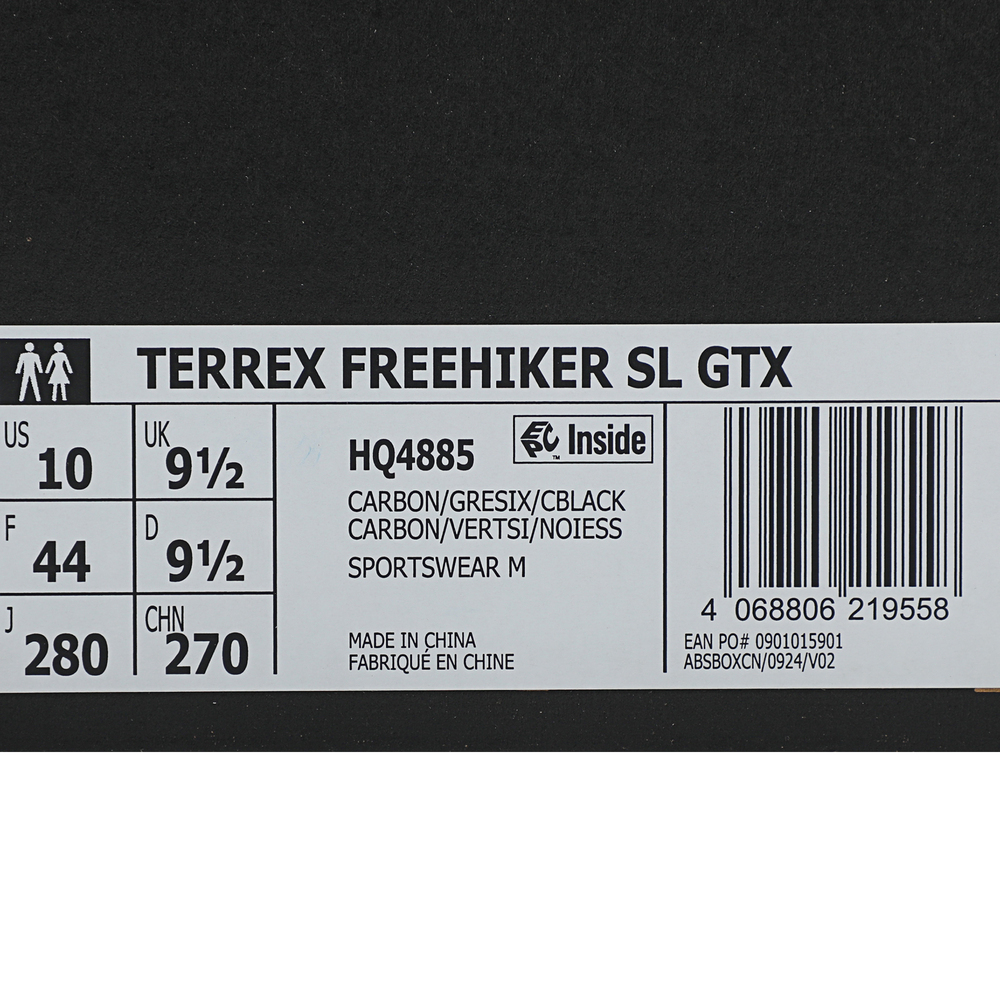 TERREX FREEHIKER SL GTX
US 10
UK 9½
F 44
D 9½
J 280
CHN 270
HQ4885
EPC™ Inside
CARBON/GRESIX/CBLACK
CARBON/VERTSI/NOIESS
SPORTSWEAR M
MADE IN CHINA
FABRIQUÉ EN CHINE
4 068806 219558
EAN PO# 0901015901
ABSBOXCN/0924/V02